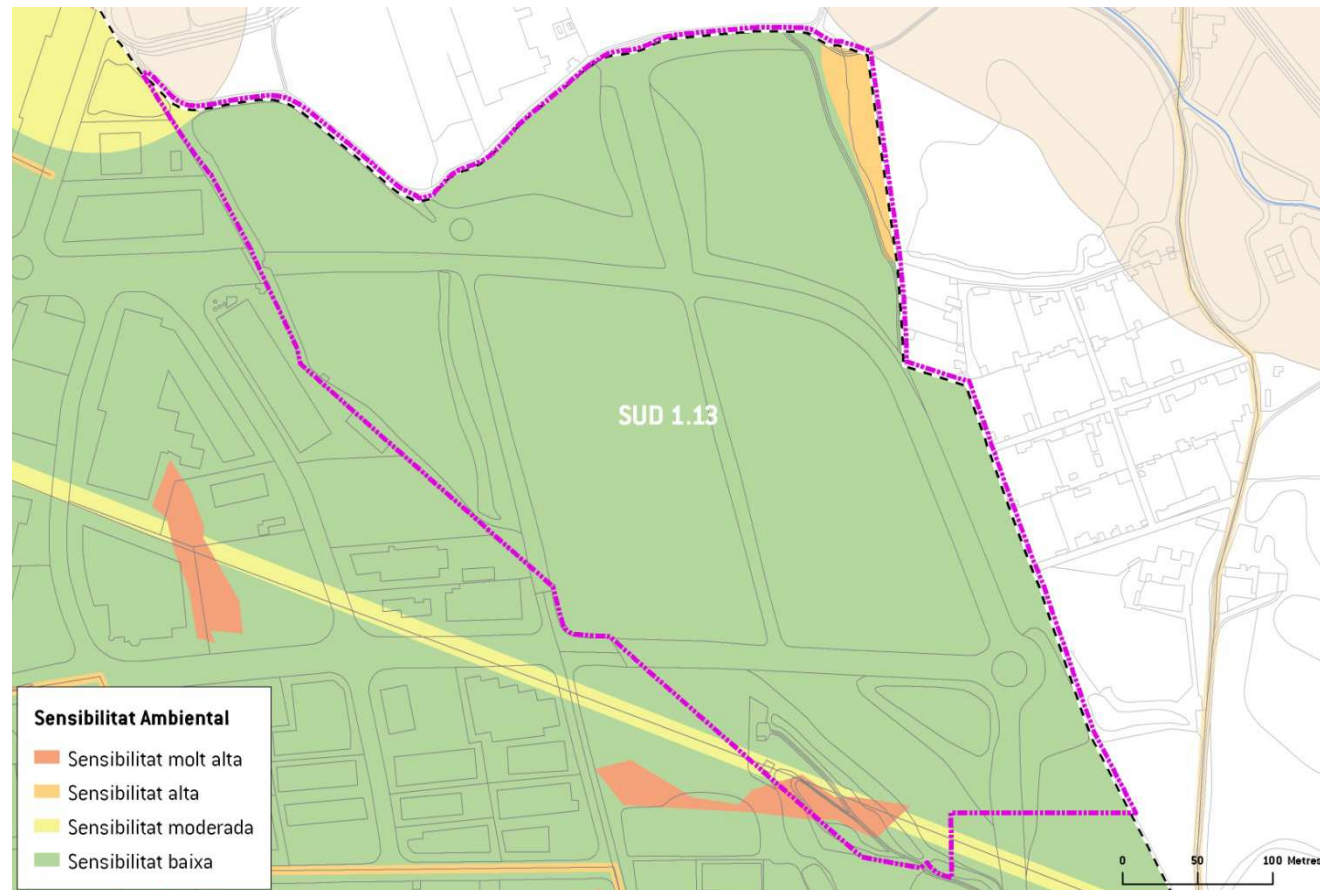 SUD 1.13
Sensibilitat Ambiental
Sensibilitat molt alta
Sensibilitat alta
Sensibilitat moderada
Sensibilitat baixa
0 50 100 Metres